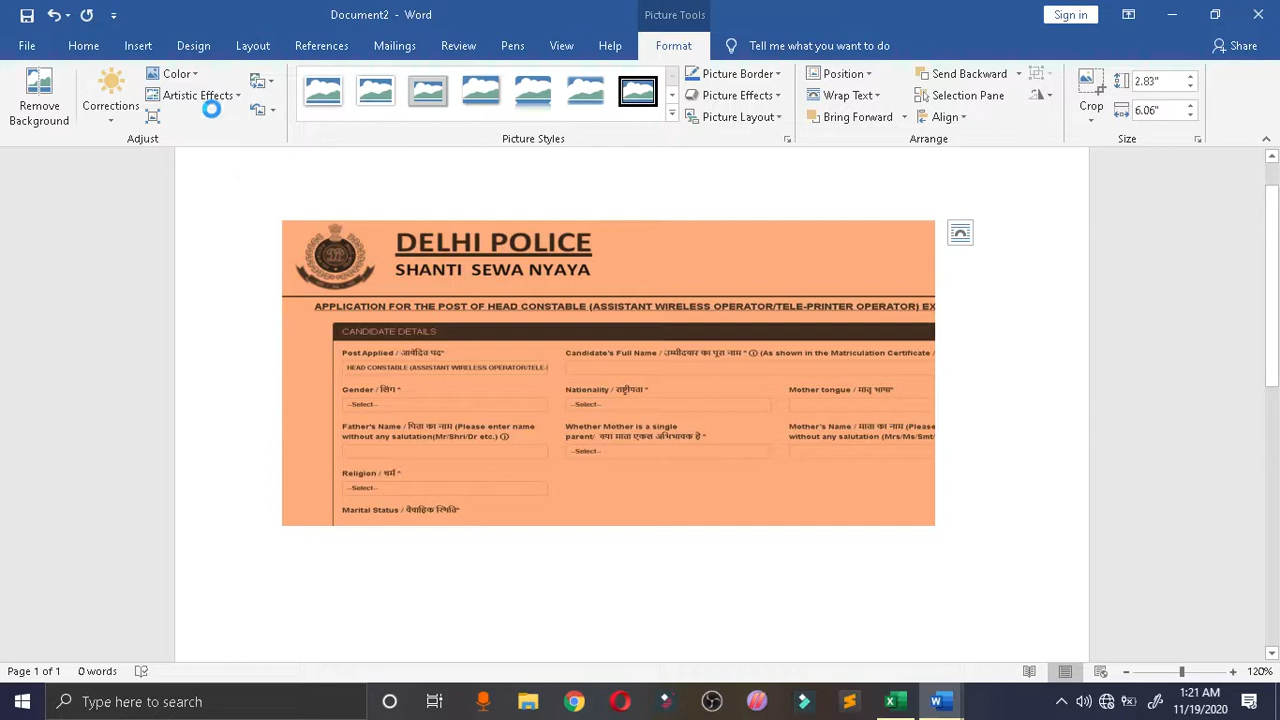 Document2 - Word
Picture Tools
Sign in
File
Home
Insert
Design
Layout
References
Mailings
Review
Pens
View
Help
Format
Tell me what you want to do
Share
Remove
Background
Corrections
Color
Artistic Effects
Adjust
Picture Styles
Picture Border
Picture Effects
Picture Layout
Position
Wrap Text
Bring Forward
Send Backward
Selection Pane
Align
Arrange
Crop
2.83"
6.06"
Size
DELHI POLICE
SHANTI SEWA NYAYA
APPLICATION FOR THE POST OF HEAD CONSTABLE (ASSISTANT WIRELESS OPERATOR/TELE-PRINTER OPERATOR) EX
CANDIDATE DETAILS
Post Applied / आवेदित पद*
HEAD CONSTABLE (ASSISTANT WIRELESS OPERATOR/TELE-
Candidate's Full Name / उम्मीदवार का पूरा नाम * (As shown in the Matriculation Certificate /
Gender / लिंग *
--Select--
Nationality / राष्ट्रीयता *
--Select--
Mother tongue / मातृ भाषा*
Father's Name / पिता का नाम (Please enter name
without any salutation(Mr/Shri/Dr etc.)
Whether Mother is a single
parent/ क्या माता एकल अभिभावक है *
--Select--
Mother's Name / माता का नाम (Please
without any salutation (Mrs/Ms/Smt/
Religion / धर्म *
--Select--
Marital Status / वैवाहिक स्थिति*
Page 1 of 1
0 words
120%
Type here to search
1:21 AM
11/19/2020